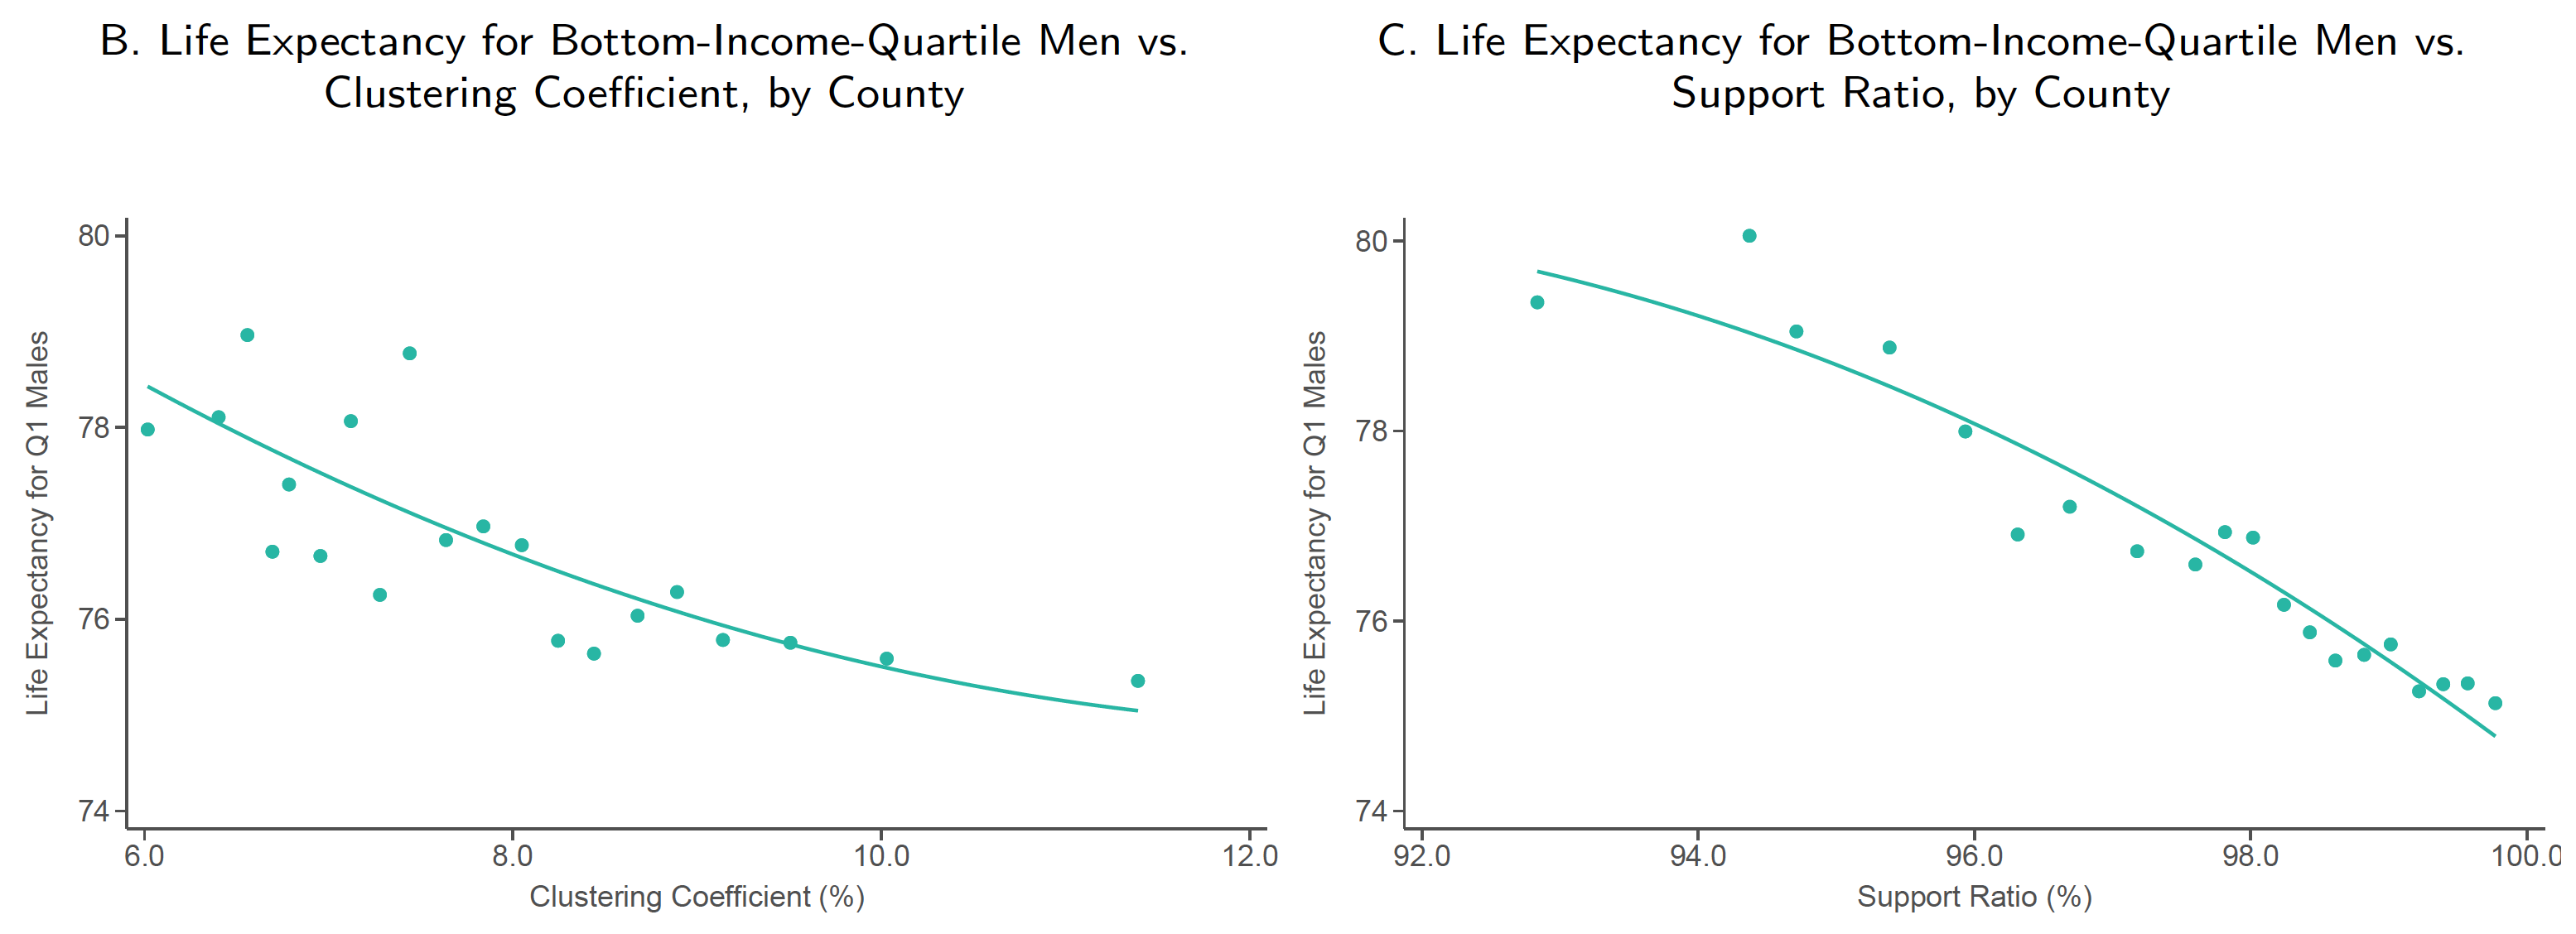 B. Life Expectancy for Bottom-Income-Quartile Men vs.
Clustering Coefficient, by County
80
78
76
74
Life Expectancy for Q1 Males
6.0 8.0 10.0 12.0
Clustering Coefficient (%)
C. Life Expectancy for Bottom-Income-Quartile Men vs.
Support Ratio, by County
80
78
76
74
Life Expectancy for Q1 Males
92.0 94.0 96.0 98.0 100.0
Support Ratio (%)